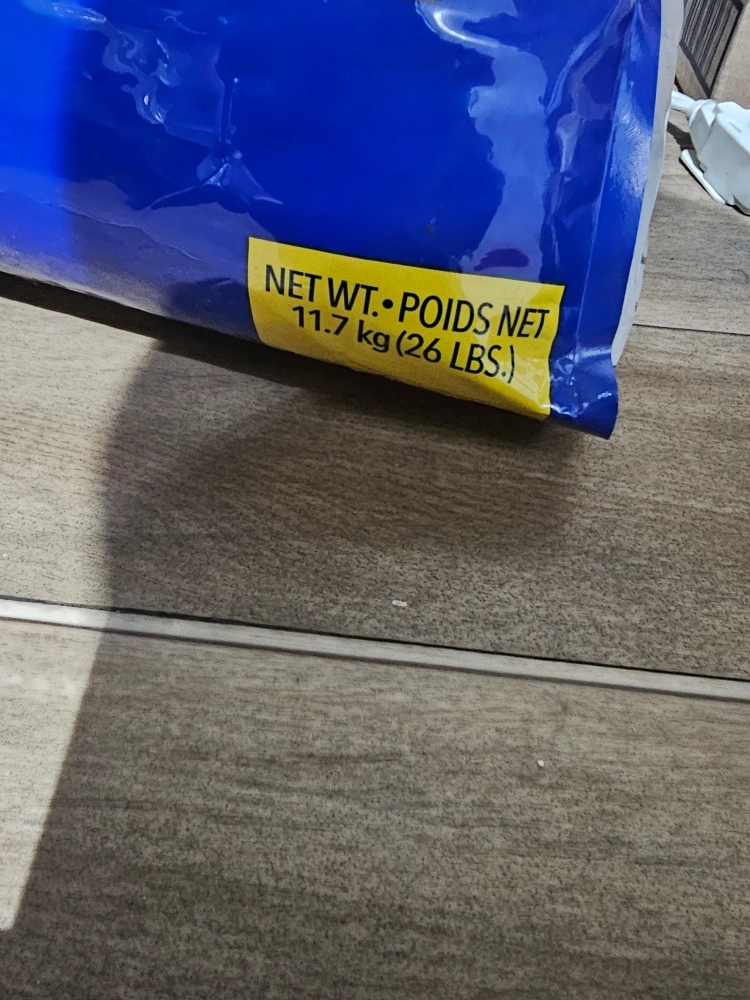 NET WT.• POIDS NET
11.7 kg (26 LBS.)